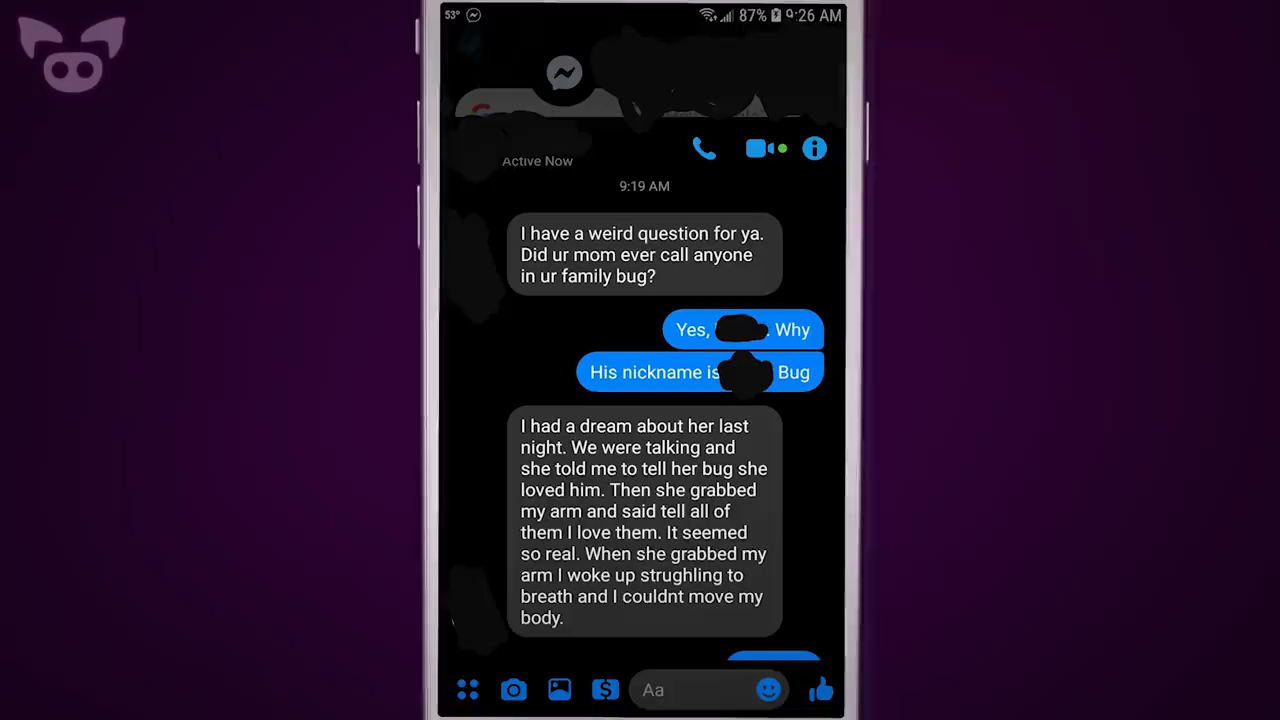 53° 87% 9:26 AM
Active Now
9:19 AM
I have a weird question for ya.
Did ur mom ever call anyone
in ur family bug?
Yes, . Why
His nickname is Bug
I had a dream about her last
night. We were talking and
she told me to tell her bug she
loved him. Then she grabbed
my arm and said tell all of
them I love them. It seemed
so real. When she grabbed my
arm I woke up strughling to
breath and I couldnt move my
body.
Aa